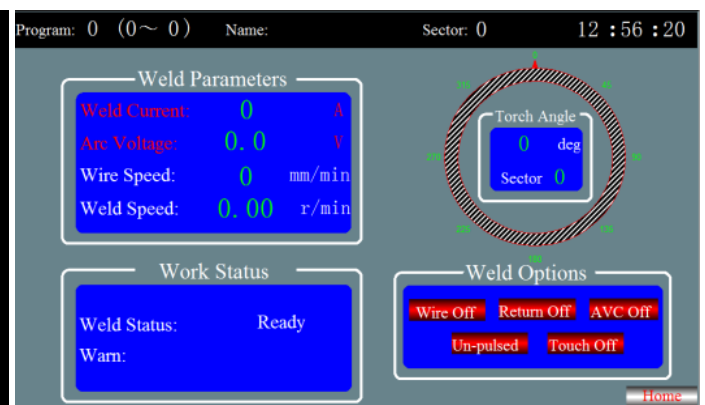 Program: 0 (0～ 0) Name: Sector: 0 12 :56 :20
Weld Parameters
Weld Current: 0 A
Arc Voltage: 0. 0 V
Wire Speed: 0 mm/min
Weld Speed: 0. 00 r/min
0
315 45
Torch Angle
0 deg
270 90
Sector 0
225 135
180
Work Status
Weld Status: Ready
Warn:
Weld Options
Wire Off Return Off AVC Off
Un-pulsed Touch Off
Home